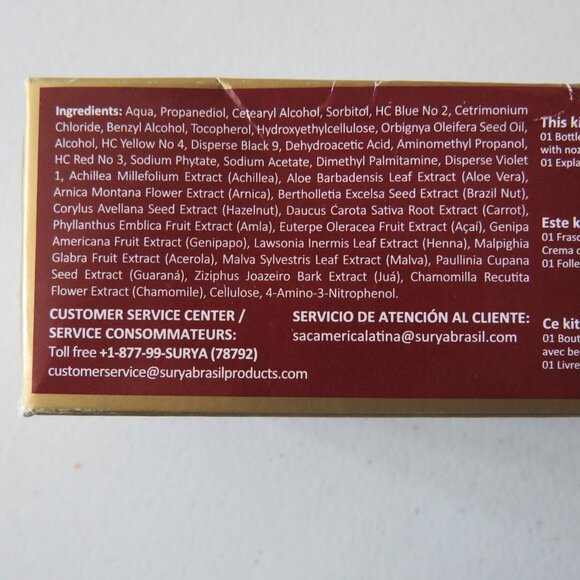 Ingredients: Aqua, Propanediol, Cetearyl Alcohol, Sorbitol, HC Blue No 2, Cetrimonium
Chloride, Benzyl Alcohol, Tocopherol, Hydroxyethylcellulose, Orbignya Oleifera Seed Oil,
Alcohol, HC Yellow No 4, Disperse Black 9, Dehydroacetic Acid, Aminomethyl Propanol,
HC Red No 3, Sodium Phytate, Sodium Acetate, Dimethyl Palmitamine, Disperse Violet
1, Achillea Millefolium Extract (Achillea), Aloe Barbadensis Leaf Extract (Aloe Vera),
Arnica Montana Flower Extract (Arnica), Bertholletia Excelsa Seed Extract (Brazil Nut),
Corylus Avellana Seed Extract (Hazelnut), Daucus Carota Sativa Root Extract (Carrot),
Phyllanthus Emblica Fruit Extract (Amla), Euterpe Oleracea Fruit Extract (Açaí), Genipa
Americana Fruit Extract (Genipapo), Lawsonia Inermis Leaf Extract (Henna), Malpighia
Glabra Fruit Extract (Acerola), Malva Sylvestris Leaf Extract (Malva), Paullinia Cupana
Seed Extract (Guaraná), Ziziphus Joazeiro Bark Extract (Juá), Chamomilla Recutita
Flower Extract (Chamomile), Cellulose, 4-Amino-3-Nitrophenol.
CUSTOMER SERVICE CENTER /
SERVICE CONSOMMATEURS:
Toll free +1-877-99-SURYA (78792)
customerservice@suryabrasilproducts.com
SERVICIO DE ATENCIÓN AL CLIENTE:
sacamericalatina@suryabrasil.com
This ki
01 Bottle
with noz
01 Expla
Este k
01 Frasc
Crema
01 Folle
Ce kit
01 Bout
avec be
01 Livre